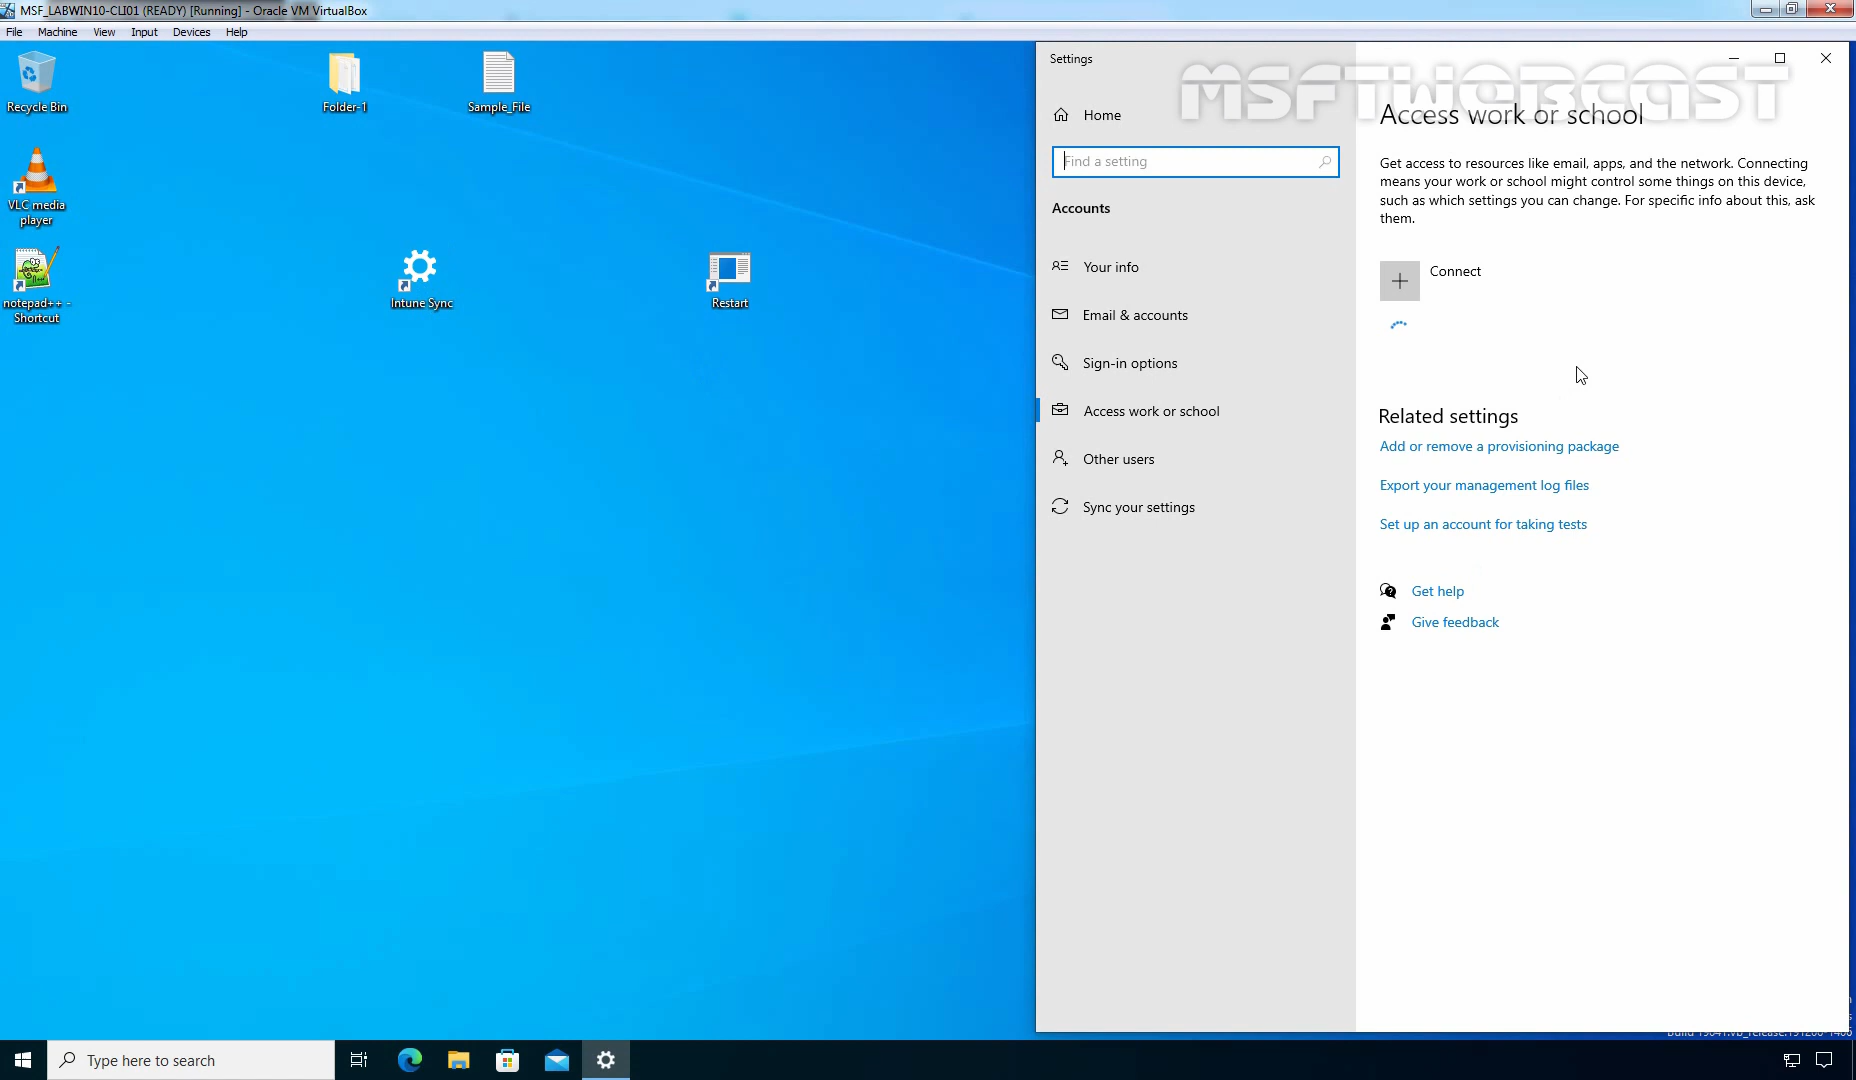 MSF_LABWIN10-CLI01 (READY) [Running] - Oracle VM VirtualBox
File Machine View Input Devices Help
Recycle Bin
Folder-1
Sample_File
VLC media
player
notepad++ -
Shortcut
Intune Sync
Restart
Settings
MSFTWEBCAST
Home
Find a setting
Accounts
Your info
Email & accounts
Sign-in options
Access work or school
Other users
Sync your settings
Access work or school
Get access to resources like email, apps, and the network. Connecting
means your work or school might control some things on this device,
such as which settings you can change. For specific info about this, ask
them.
Connect
Related settings
Add or remove a provisioning package
Export your management log files
Set up an account for taking tests
Get help
Give feedback
Type here to search